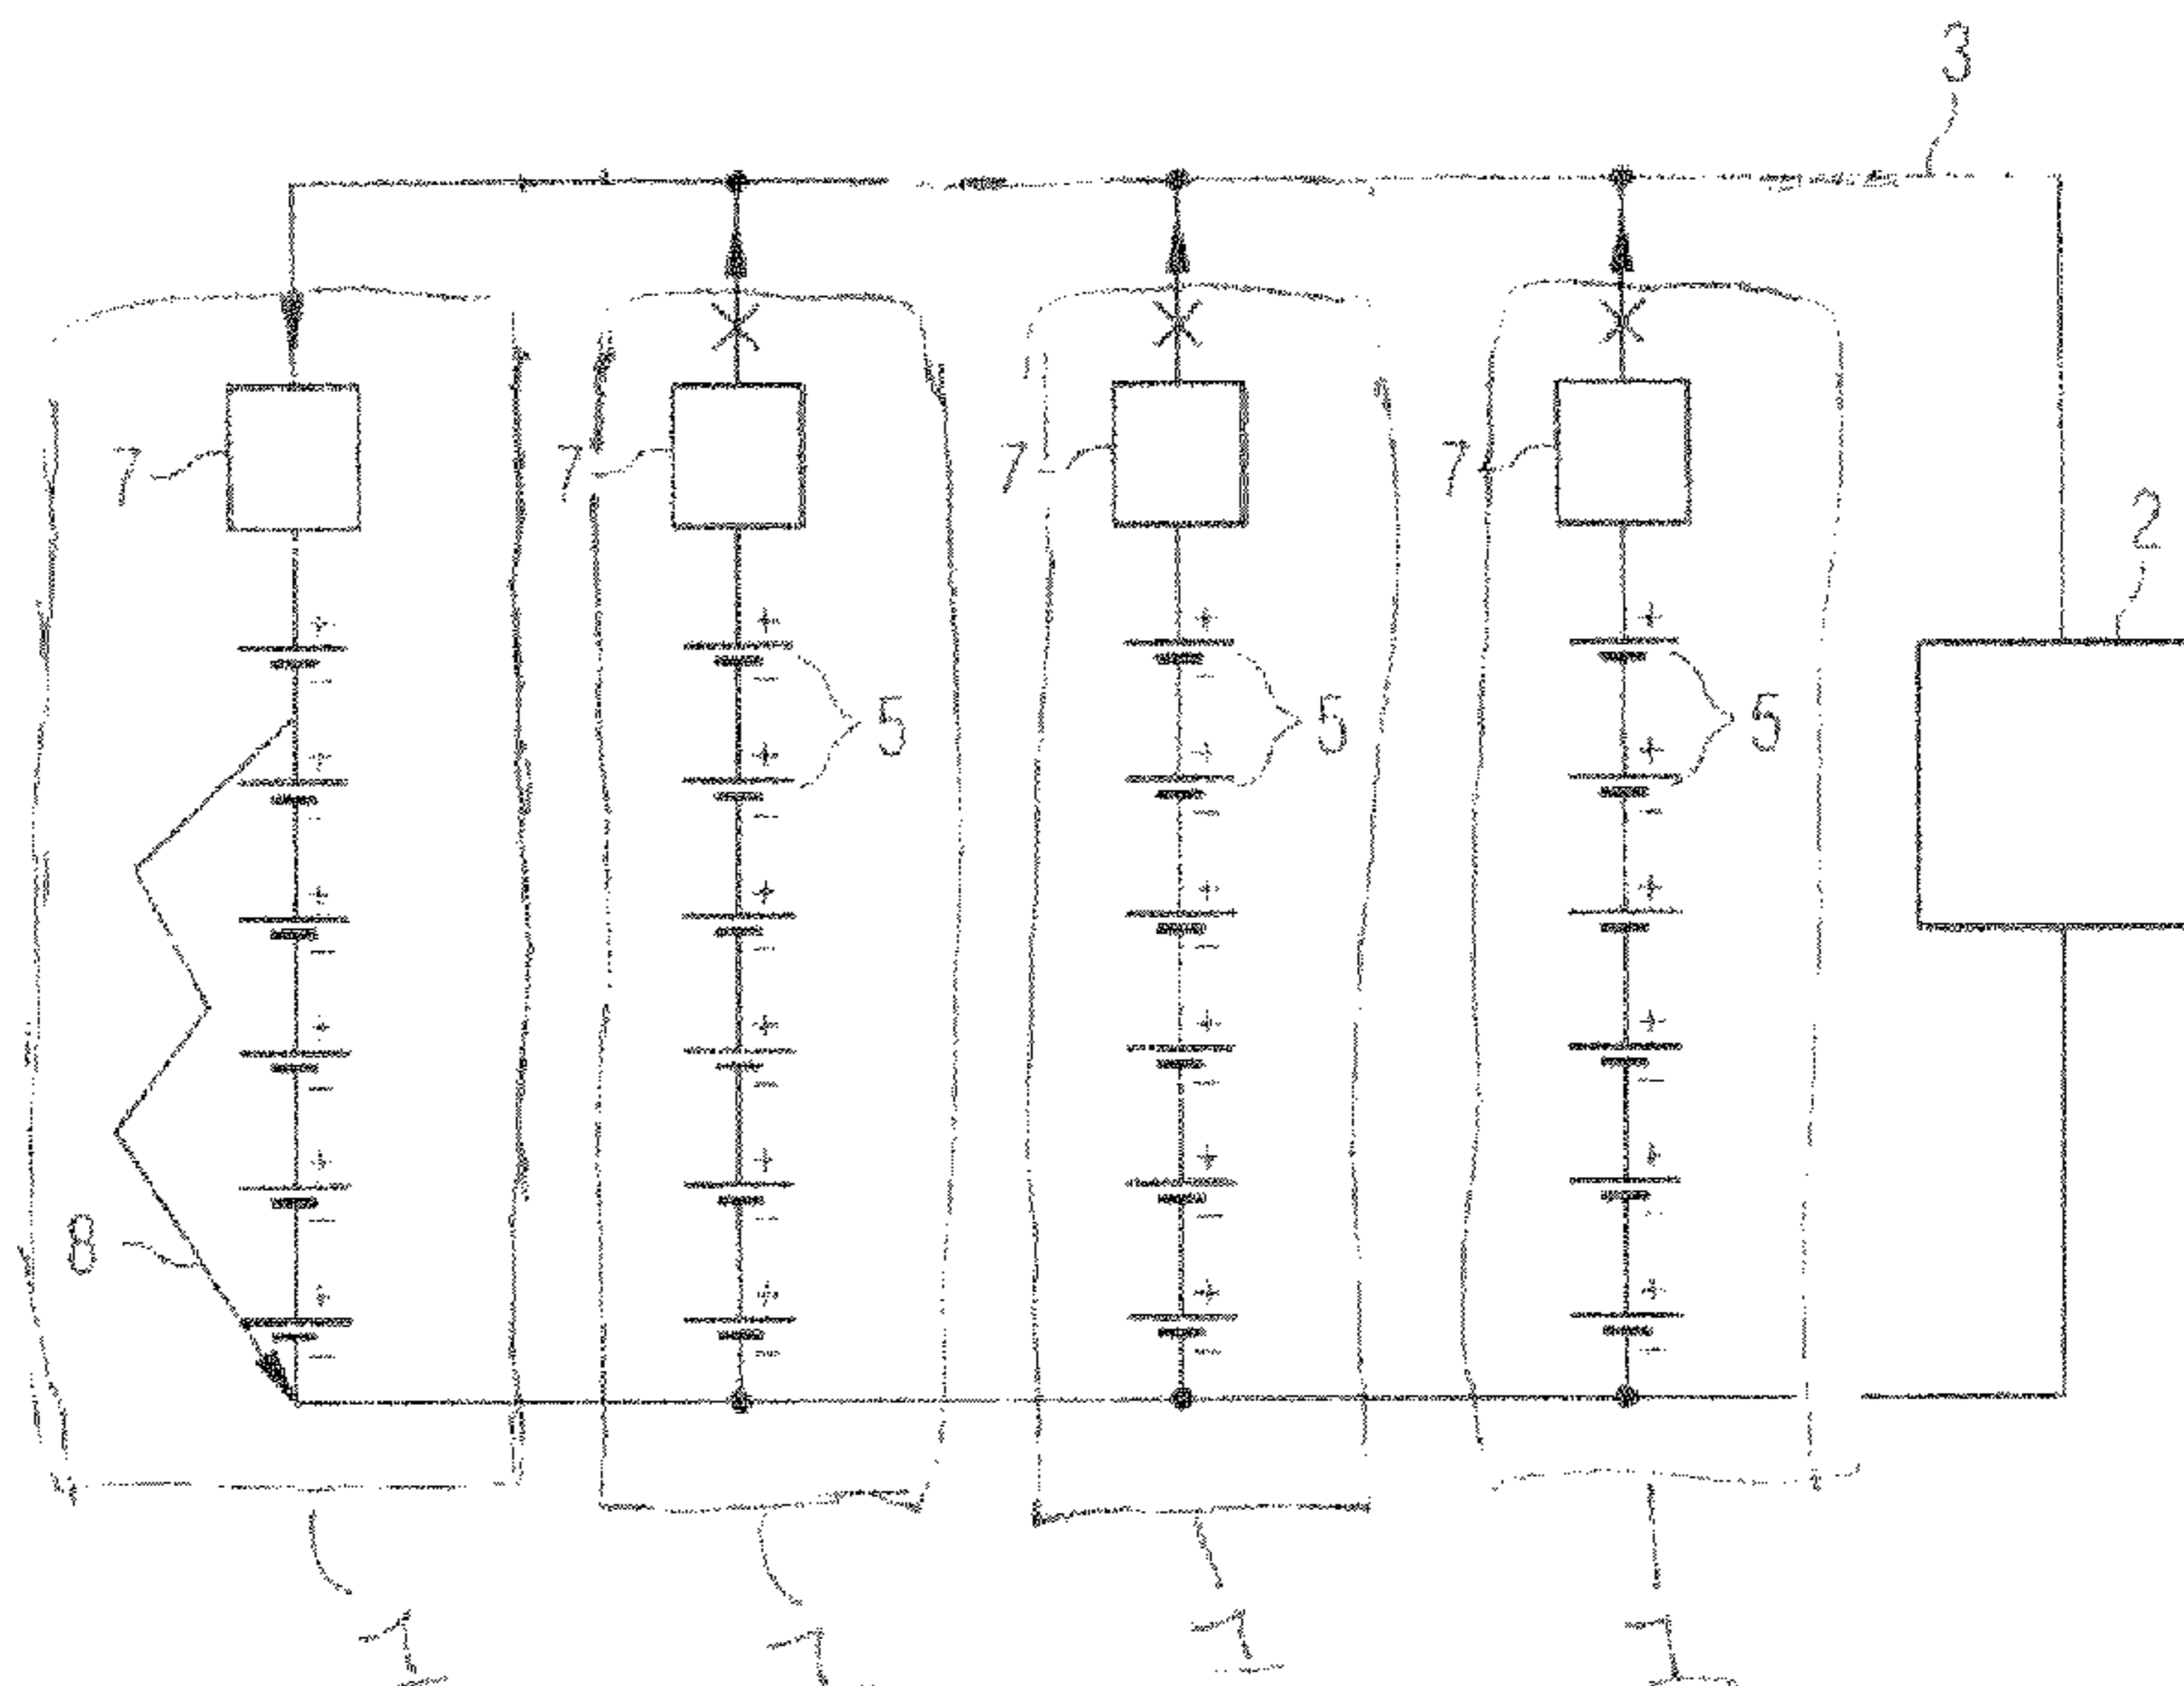 3
7 7 7 7
2
+ + + +
− − − −
5 5 5
+ + + +
− − − −
+ + + +
− − − −
+ + + +
− − − −
+ + + +
− − − −
8
+ + + +
− − − −
1 1 1 1